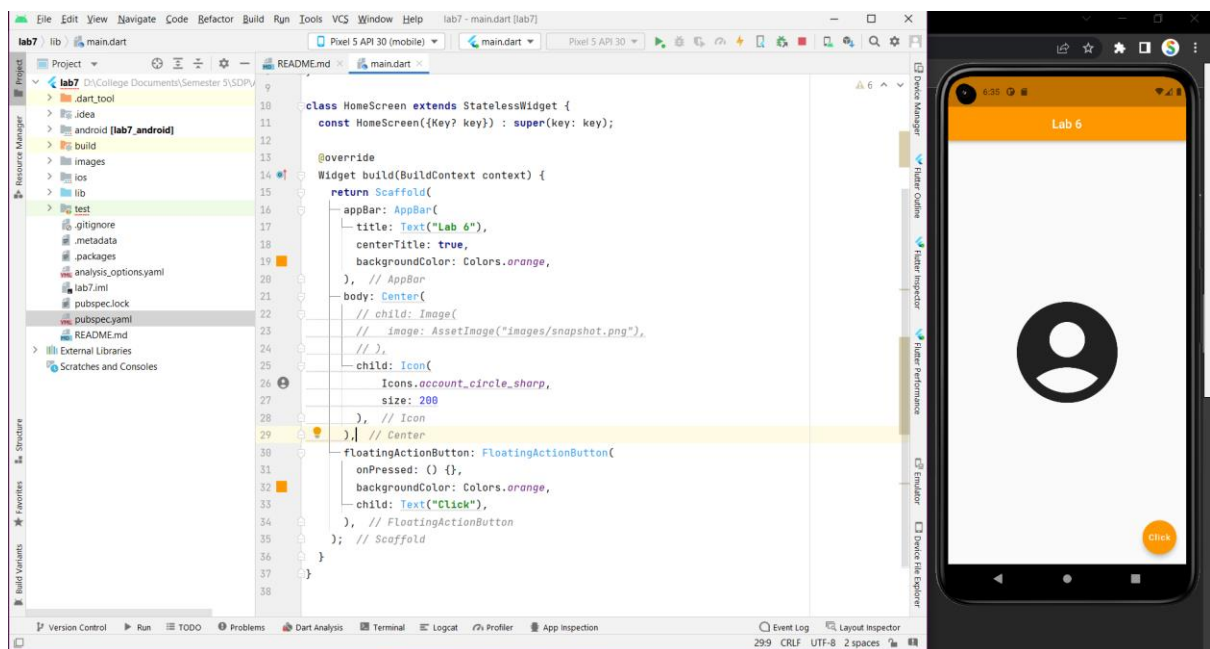 File Edit View Navigate Code Refactor Build Run Tools VCS Window Help lab7 - main.dart [lab7]
lab7 lib main.dart Pixel 5 API 30 (mobile) main.dart Pixel 5 API 30
Project README.md main.dart
lab7 D:\College Documents\Semester 5\SDP\
.dart_tool
.idea
android [lab7_android]
build
images
ios
lib
test
.gitignore
.metadata
.packages
analysis_options.yaml
lab7.iml
pubspec.lock
pubspec.yaml
README.md
External Libraries
Scratches and Consoles
Project
Resource Manager
Structure
Favorites
Build Variants
6
9
10 class HomeScreen extends StatelessWidget {
11 const HomeScreen({Key? key}) : super(key: key);
12
13 @override
14 Widget build(BuildContext context) {
15 return Scaffold(
16 appBar: AppBar(
17 title: Text("Lab 6"),
18 centerTitle: true,
19 backgroundColor: Colors.orange,
20 ), // AppBar
21 body: Center(
22 // child: Image(
23 // image: AssetImage("images/snapshot.png"),
24 // ),
25 child: Icon(
26 Icons.account_circle_sharp,
27 size: 200
28 ), // Icon
29 ), // Center
30 floatingActionButton: FloatingActionButton(
31 onPressed: () {},
32 backgroundColor: Colors.orange,
33 child: Text("Click"),
34 ), // FloatingActionButton
35 ); // Scaffold
36 }
37 }
38
Device Manager
Flutter Outline
Flutter Inspector
Flutter Performance
Emulator
Device File Explorer
Version Control Run TODO Problems Dart Analysis Terminal Logcat Profiler App Inspection Event Log Layout Inspector
29:9 CRLF UTF-8 2 spaces
6:35
Lab 6
Click